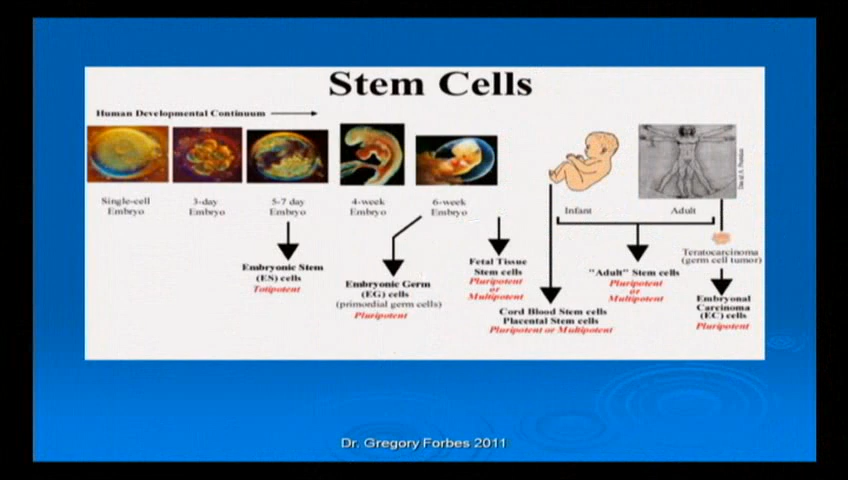 Stem Cells
Human Developmental Continuum
Single-cell
Embryo
3-day
Embryo
5-7 day
Embryo
4-week
Embryo
6-week
Embryo
Infant
Adult
Embryonic Stem
(ES) cells
Totipotent
Embryonic Germ
(EG) cells
(primordial germ cells)
Pluripotent
Fetal Tissue
Stem cells
Pluripotent
or
Multipotent
Cord Blood Stem cells
Placental Stem cells
Pluripotent or Multipotent
"Adult" Stem cells
Pluripotent
or
Multipotent
Teratocarcinoma
(germ cell tumor)
Embryonal
Carcinoma
(EC) cells
Pluripotent
Dr. Gregory Forbes 2011